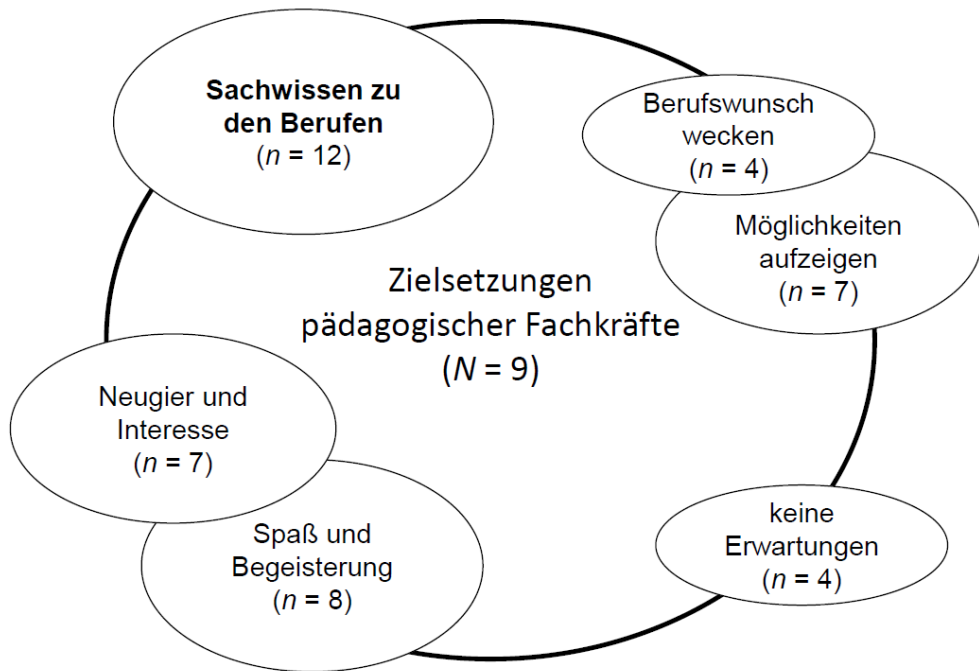 Sachwissen zu
den Berufen
(n = 12)
Berufswunsch
wecken
(n = 4)
Möglichkeiten
aufzeigen
(n = 7)
Zielsetzungen
pädagogischer Fachkräfte
(N = 9)
Neugier und
Interesse
(n = 7)
Spaß und
Begeisterung
(n = 8)
keine
Erwartungen
(n = 4)